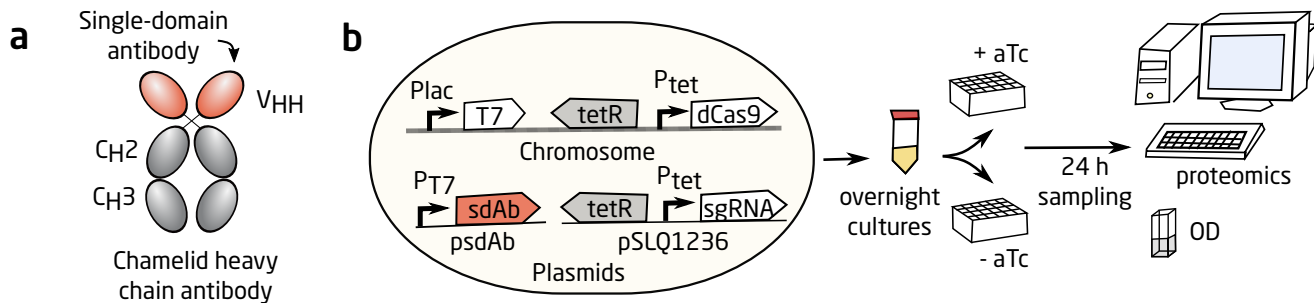 a
Single-domain
antibody
VHH
CH2
CH3
Chamelid heavy
chain antibody
b
Plac
T7
tetR
Ptet
dCas9
Chromosome
PT7
sdAb
psdAb
tetR
Ptet
sgRNA
pSLQ1236
Plasmids
overnight
cultures
+ aTc
- aTc
24 h
sampling
proteomics
OD